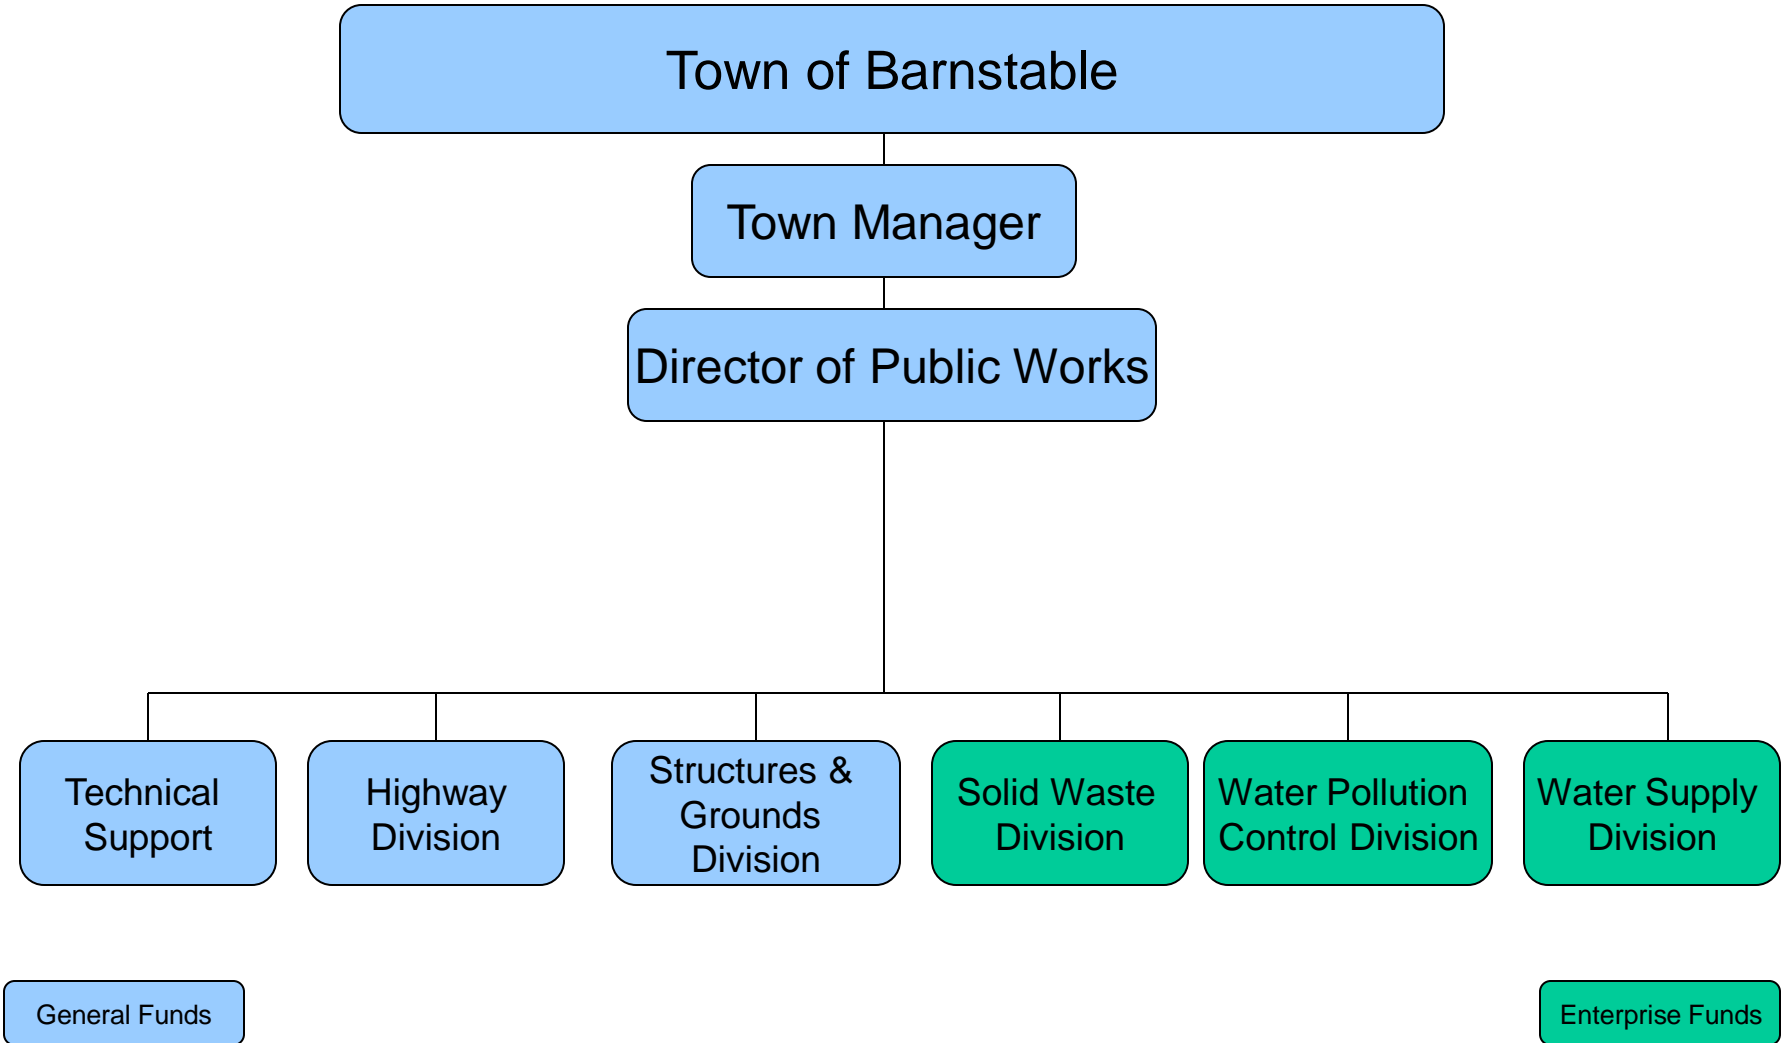 Town of Barnstable
Town Manager
Director of Public Works
Technical
Support
Highway
Division
Structures &
Grounds
Division
Solid Waste
Division
Water Pollution
Control Division
Water Supply
Division
General Funds
Enterprise Funds